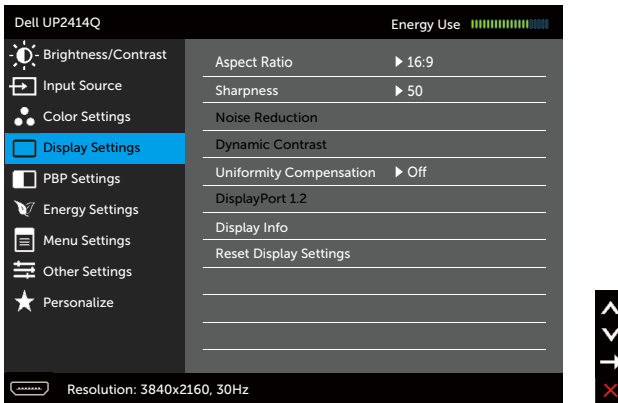 Dell UP2414Q
Energy Use
Brightness/Contrast
Input Source
Color Settings
Display Settings
PBP Settings
Energy Settings
Menu Settings
Other Settings
Personalize
Aspect Ratio 16:9
Sharpness 50
Noise Reduction
Dynamic Contrast
Uniformity Compensation Off
DisplayPort 1.2
Display Info
Reset Display Settings
Resolution: 3840x2160, 30Hz